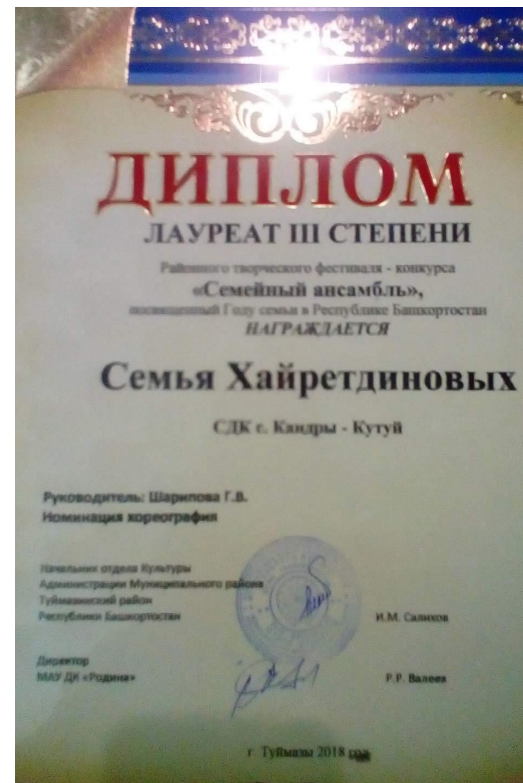 ДИПЛОМ
ЛАУРЕАТ III СТЕПЕНИ
Районного творческого фестиваля - конкурса
«Семейный ансамбль»,
посвященный Году семьи в Республике Башкортостан
НАГРАЖДАЕТСЯ
Семья Хайретдиновых
СДК с. Кандры - Кутуй
Руководитель: Шарипова Г.В.
Номинация хореография
Начальник отдела Культуры
Администрации Муниципального района
Туймазинский район
Республики Башкортостан
И.М. Салихов
Директор
МАУ ДК «Родина»
Р.Р. Валеев
г. Туймазы 2018 год